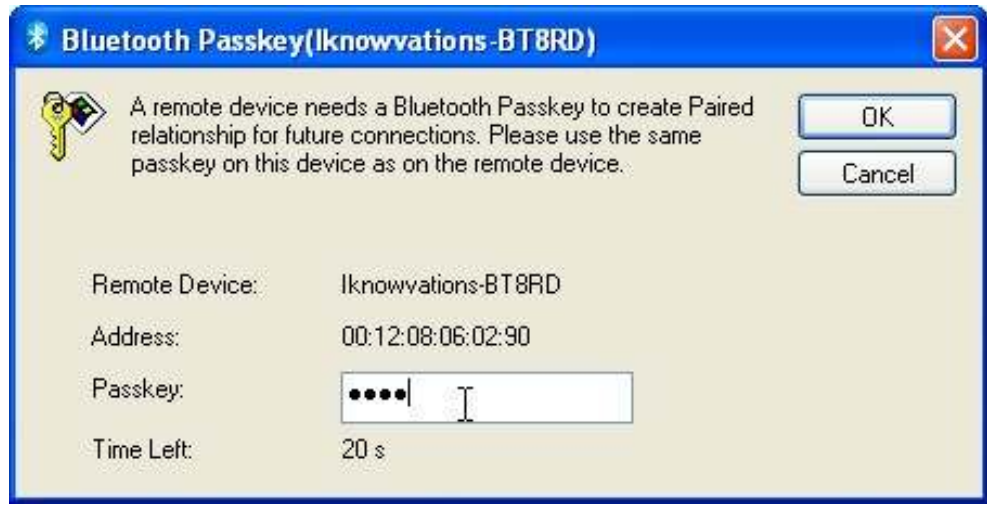 Bluetooth Passkey(Iknowvations-BT8RD)
A remote device needs a Bluetooth Passkey to create Paired
relationship for future connections. Please use the same
passkey on this device as on the remote device.
OK
Cancel
Remote Device: Iknowvations-BT8RD
Address: 00:12:08:06:02:90
Passkey: ••••
Time Left: 20 s